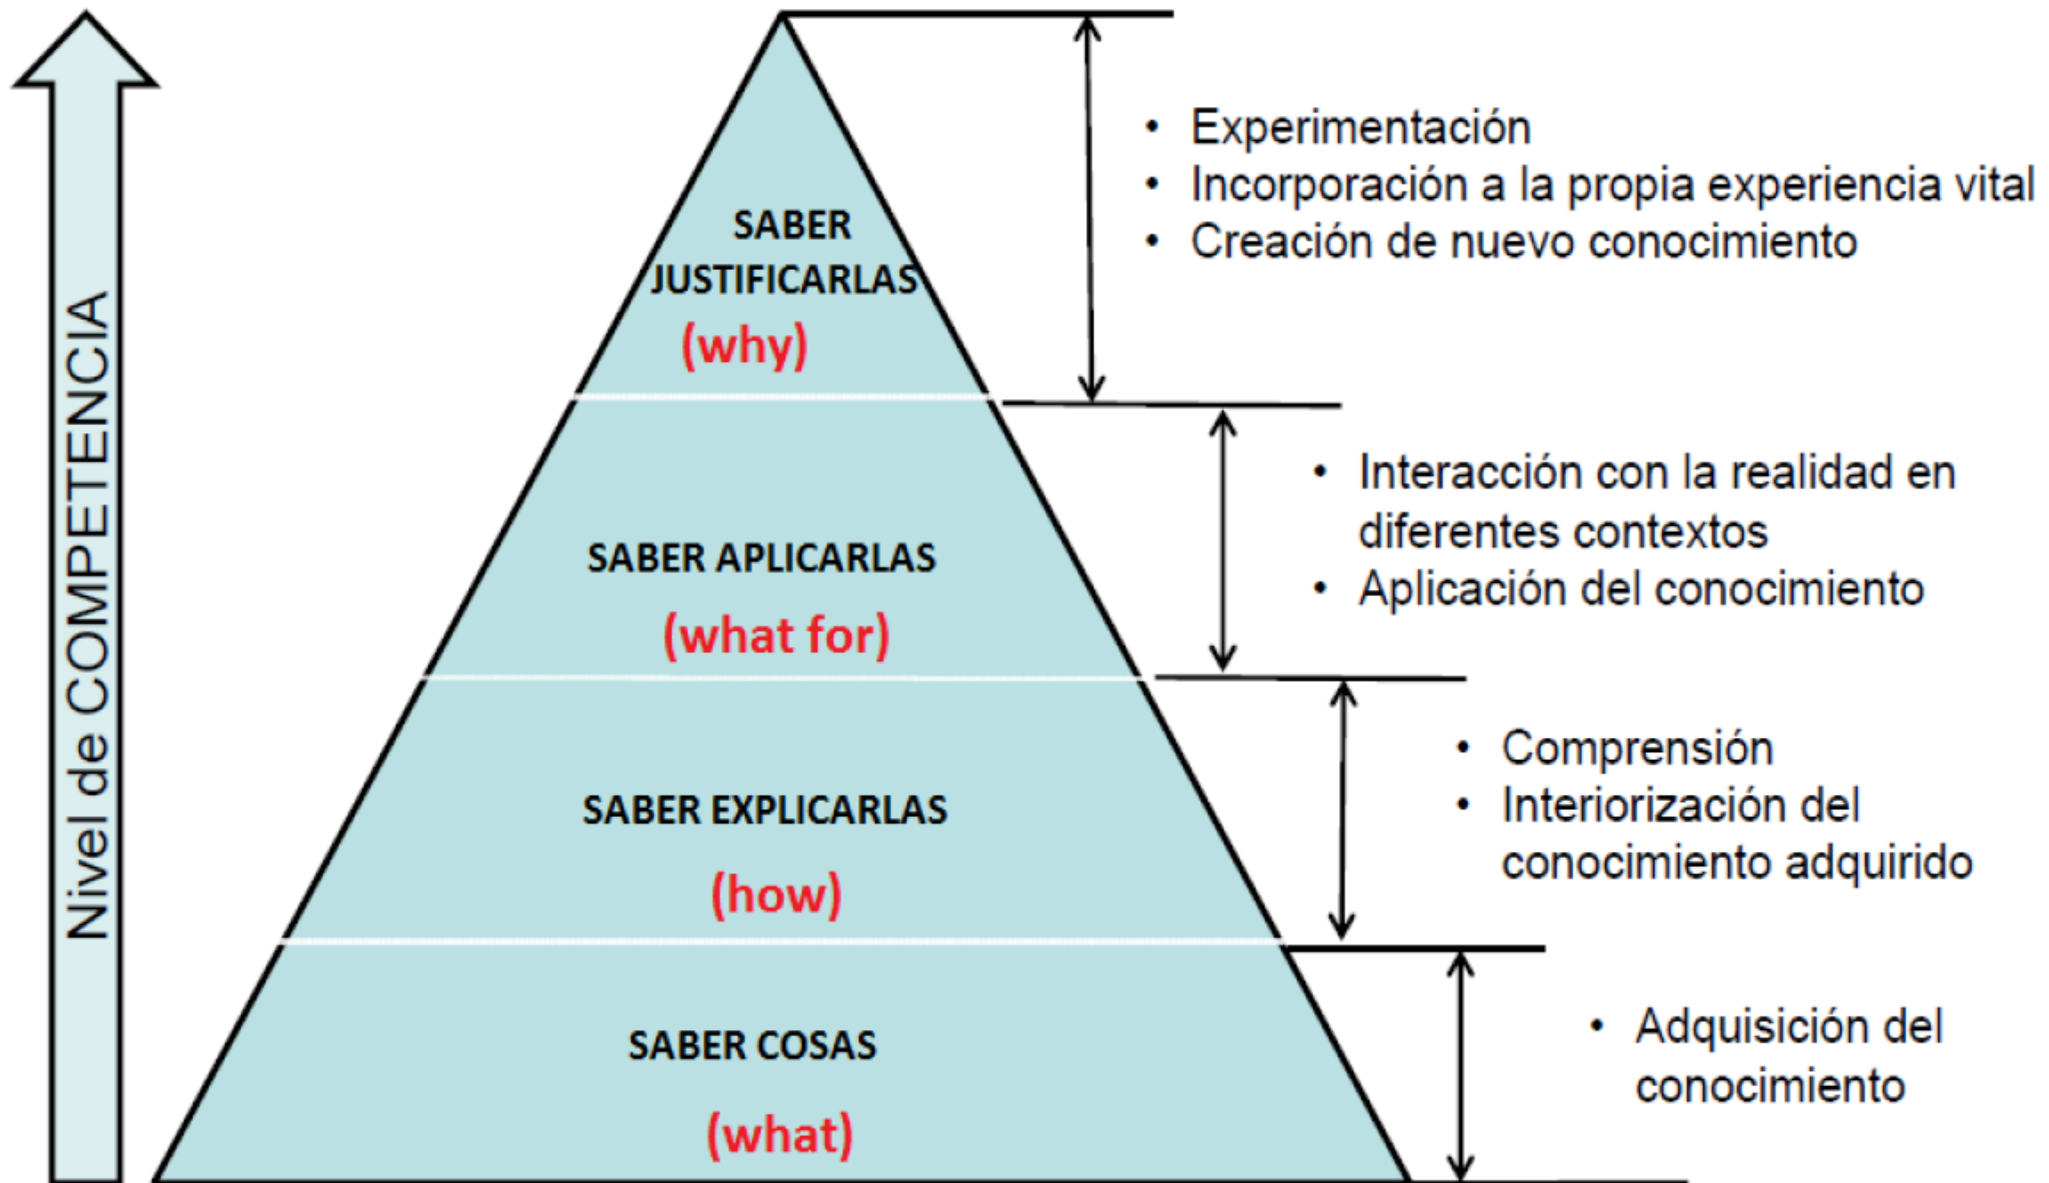 Nivel de COMPETENCIA
SABER
JUSTIFICARLAS
(why)
• Experimentación
• Incorporación a la propia experiencia vital
• Creación de nuevo conocimiento
SABER APLICARLAS
(what for)
• Interacción con la realidad en
diferentes contextos
• Aplicación del conocimiento
SABER EXPLICARLAS
(how)
• Comprensión
• Interiorización del
conocimiento adquirido
SABER COSAS
(what)
• Adquisición del
conocimiento